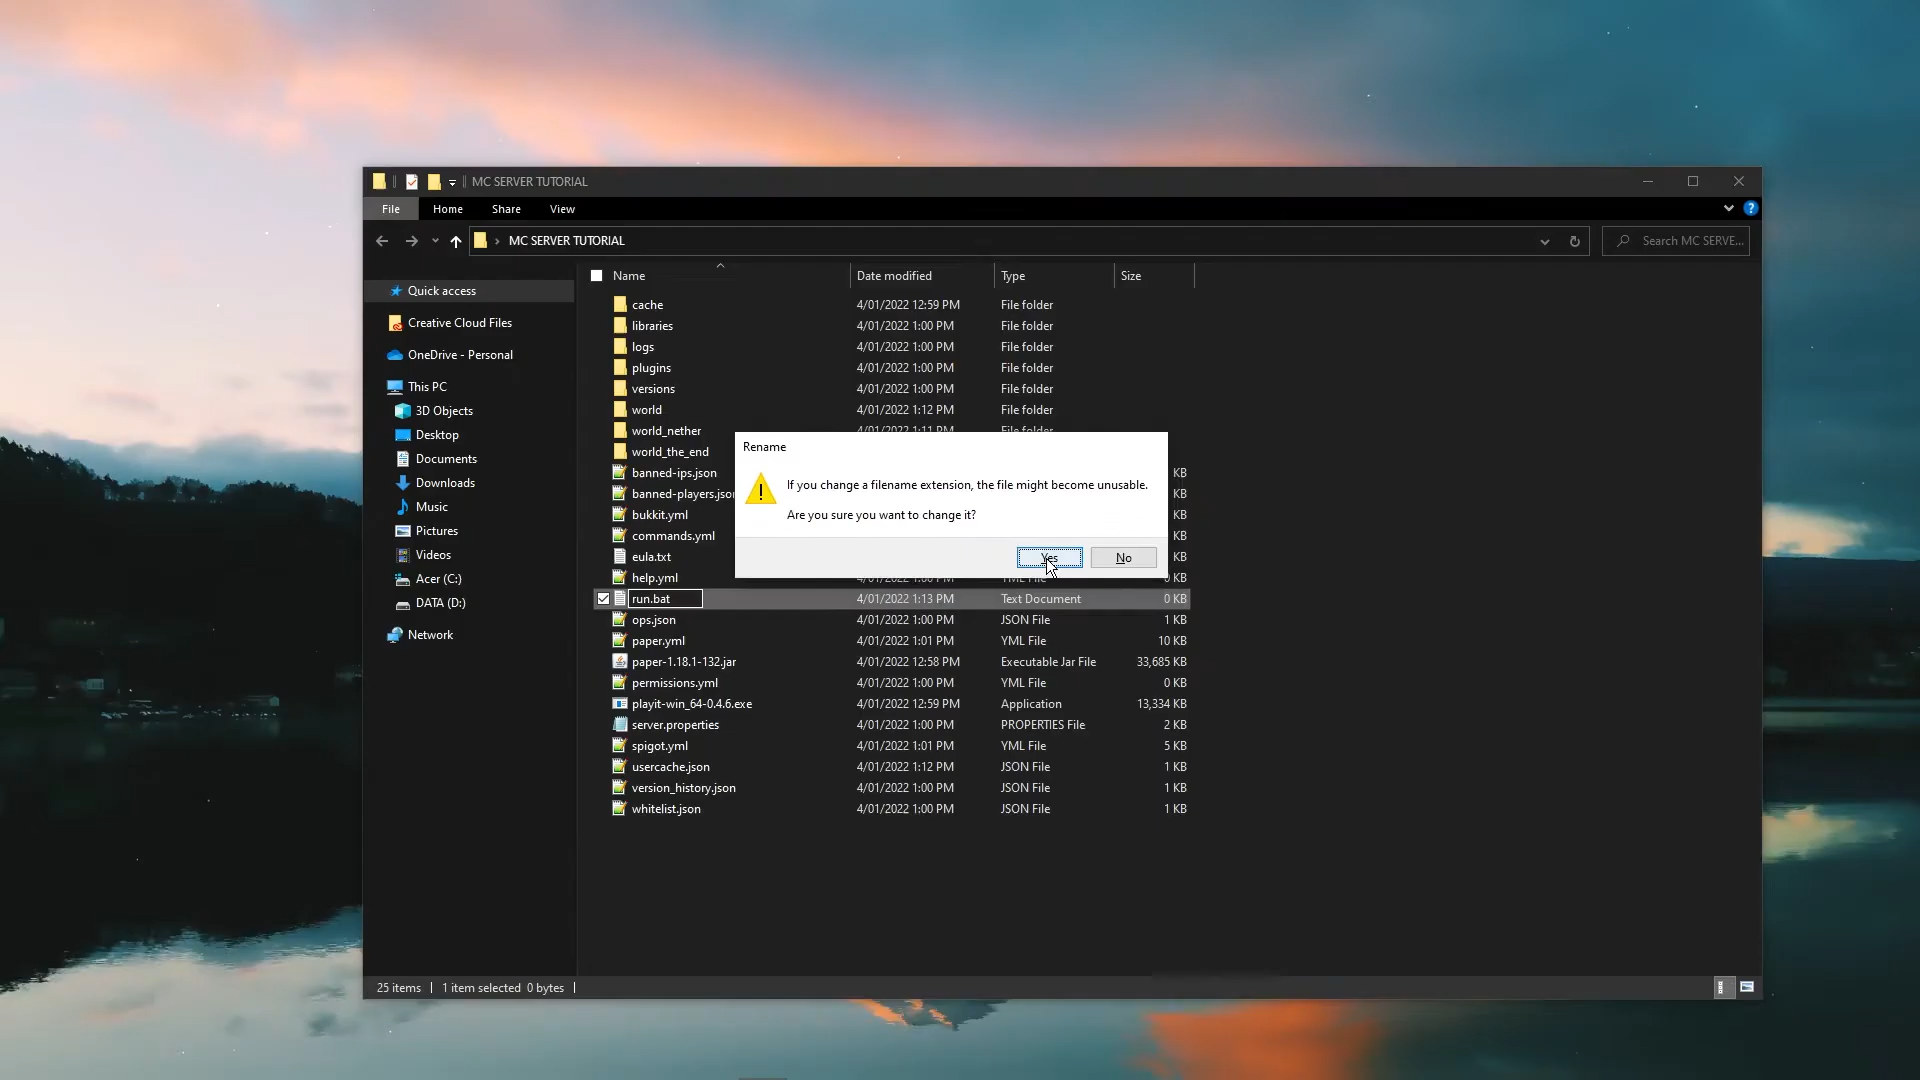 MC SERVER TUTORIAL
File Home Share View
MC SERVER TUTORIAL
Search MC SERVE...
Quick access
Creative Cloud Files
OneDrive - Personal
This PC
3D Objects
Desktop
Documents
Downloads
Music
Pictures
Videos
Acer (C:)
DATA (D:)
Network
Name Date modified Type Size
cache 4/01/2022 12:59 PM File folder
libraries 4/01/2022 1:00 PM File folder
logs 4/01/2022 1:00 PM File folder
plugins 4/01/2022 1:00 PM File folder
versions 4/01/2022 1:00 PM File folder
world 4/01/2022 1:12 PM File folder
world_nether 4/01/2022 1:11 PM File folder
world_the_end
banned-ips.json KB
banned-players.json KB
bukkit.yml KB
commands.yml KB
eula.txt KB
help.yml 4/01/2022 1:00 PM YML File 0 KB
run.bat 4/01/2022 1:13 PM Text Document 0 KB
ops.json 4/01/2022 1:00 PM JSON File 1 KB
paper.yml 4/01/2022 1:01 PM YML File 10 KB
paper-1.18.1-132.jar 4/01/2022 12:58 PM Executable Jar File 33,685 KB
permissions.yml 4/01/2022 1:00 PM YML File 0 KB
playit-win_64-0.4.6.exe 4/01/2022 12:59 PM Application 13,334 KB
server.properties 4/01/2022 1:00 PM PROPERTIES File 2 KB
spigot.yml 4/01/2022 1:01 PM YML File 5 KB
usercache.json 4/01/2022 1:12 PM JSON File 1 KB
version_history.json 4/01/2022 1:00 PM JSON File 1 KB
whitelist.json 4/01/2022 1:00 PM JSON File 1 KB
Rename
If you change a filename extension, the file might become unusable.
Are you sure you want to change it?
Yes No
25 items 1 item selected 0 bytes